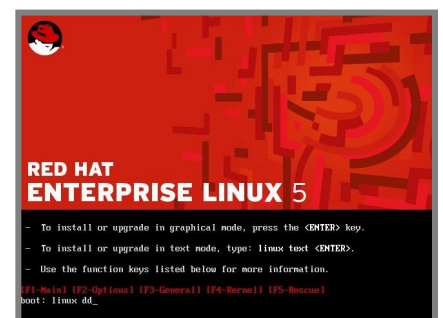 RED HAT
ENTERPRISE LINUX 5
- To install or upgrade in graphical mode, press the <ENTER> key.
- To install or upgrade in text mode, type: linux text <ENTER>.
- Use the function keys listed below for more information.
[F1-Main] [F2-Options] [F3-General] [F4-Kernel] [F5-Rescue]
boot: linux dd_